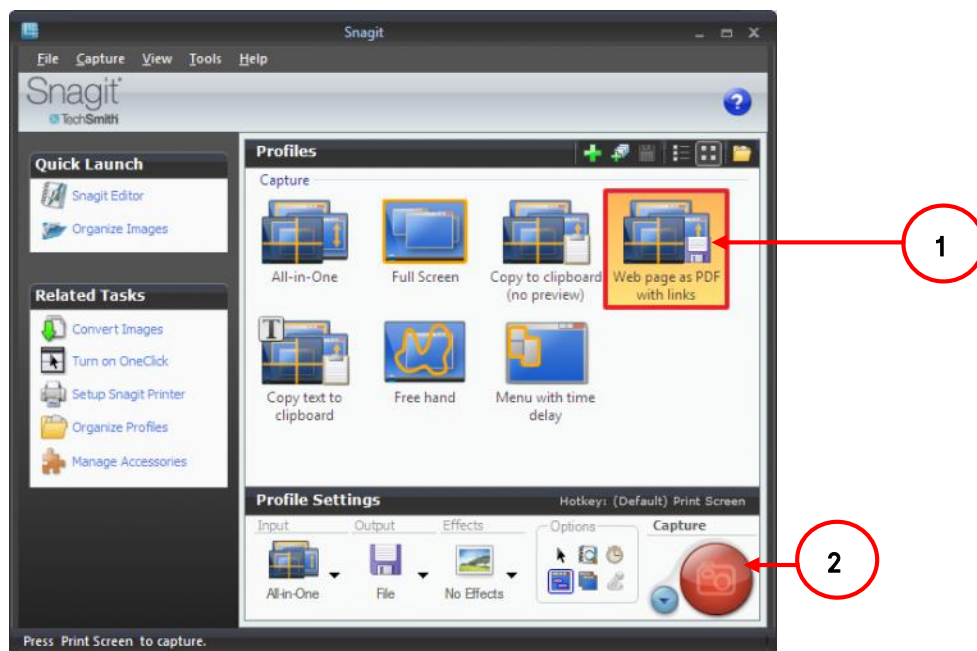 Snagit
File Capture View Tools Help
Snagit
TechSmith
?
Quick Launch
Snagit Editor
Organize Images
Related Tasks
Convert Images
Turn on OneClick
Setup Snagit Printer
Organize Profiles
Manage Accessories
Profiles
Capture
All-in-One
Full Screen
Copy to clipboard
(no preview)
Web page as PDF
with links
T
Copy text to
clipboard
Free hand
Menu with time
delay
Profile Settings
Hotkey: (Default) Print Screen
Input
Output
Effects
Options
Capture
All-in-One
File
No Effects
Press Print Screen to capture.
1
2